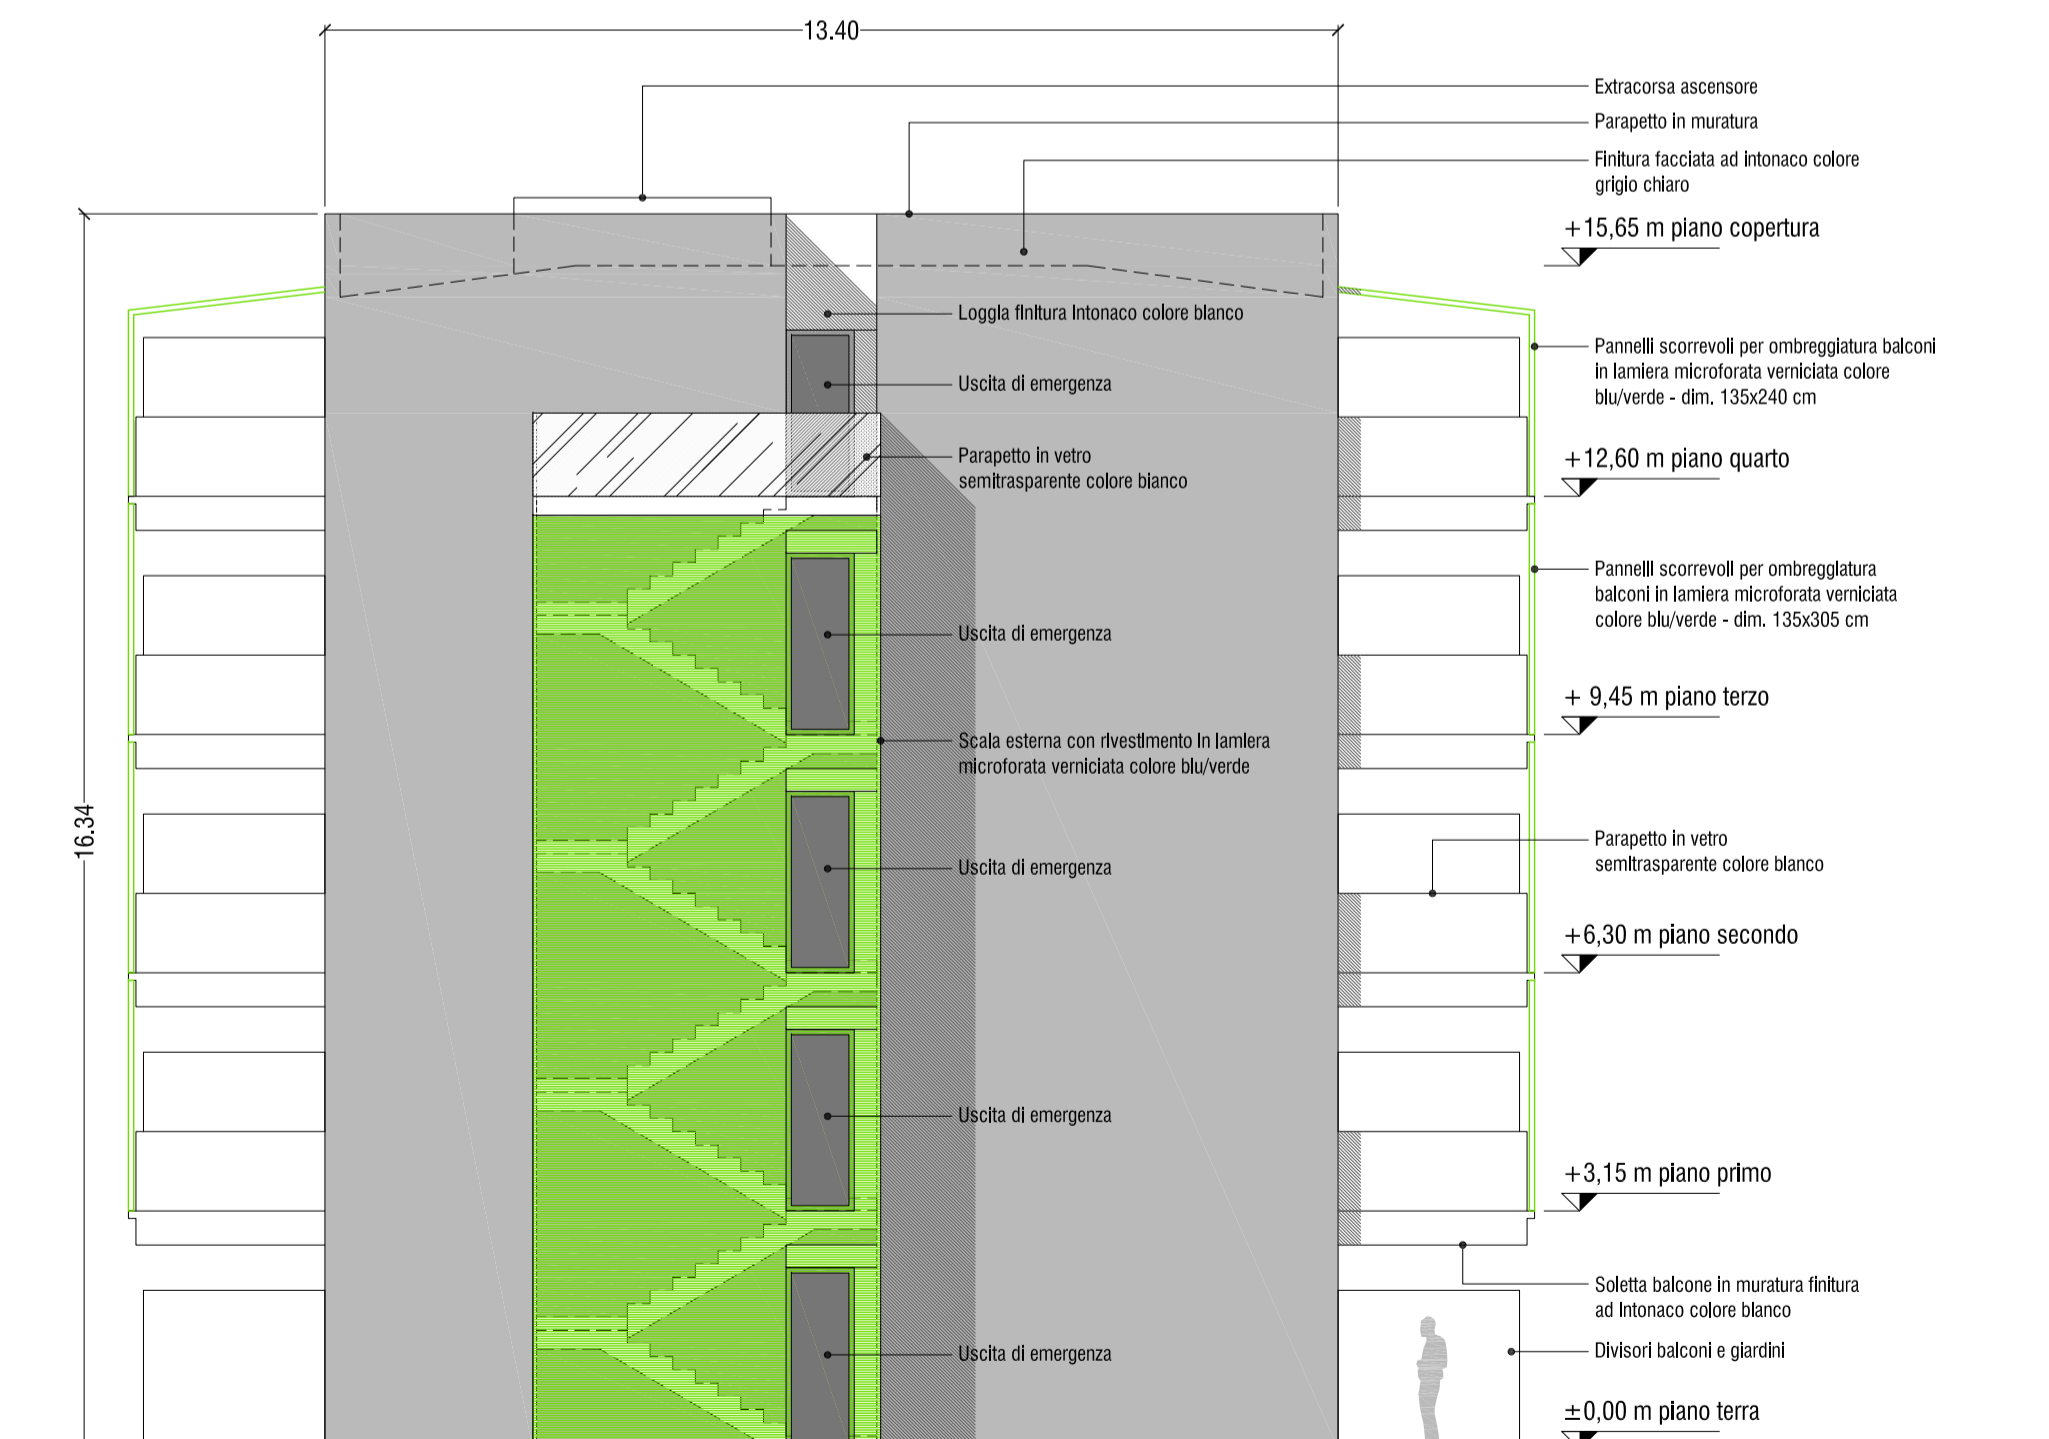 13.40
Extracorsa ascensore
Parapetto in muratura
Finitura facciata ad intonaco colore
grigio chiaro
+15,65 m piano copertura
Loggia finitura intonaco colore bianco
Pannelli scorrevoli per ombreggiatura balconi
in lamiera microforata verniciata colore
blu/verde - dim. 135x240 cm
Uscita di emergenza
Parapetto in vetro
semitrasparente colore bianco
+12,60 m piano quarto
Pannelli scorrevoli per ombreggiatura
balconi in lamiera microforata verniciata
colore blu/verde - dim. 135x305 cm
Uscita di emergenza
+ 9,45 m piano terzo
Scala esterna con rivestimento in lamiera
microforata verniciata colore blu/verde
16.34
Parapetto in vetro
semitrasparente colore bianco
Uscita di emergenza
+6,30 m piano secondo
Uscita di emergenza
+3,15 m piano primo
Soletta balcone in muratura finitura
ad intonaco colore bianco
Uscita di emergenza
Divisori balconi e giardini
±0,00 m piano terra